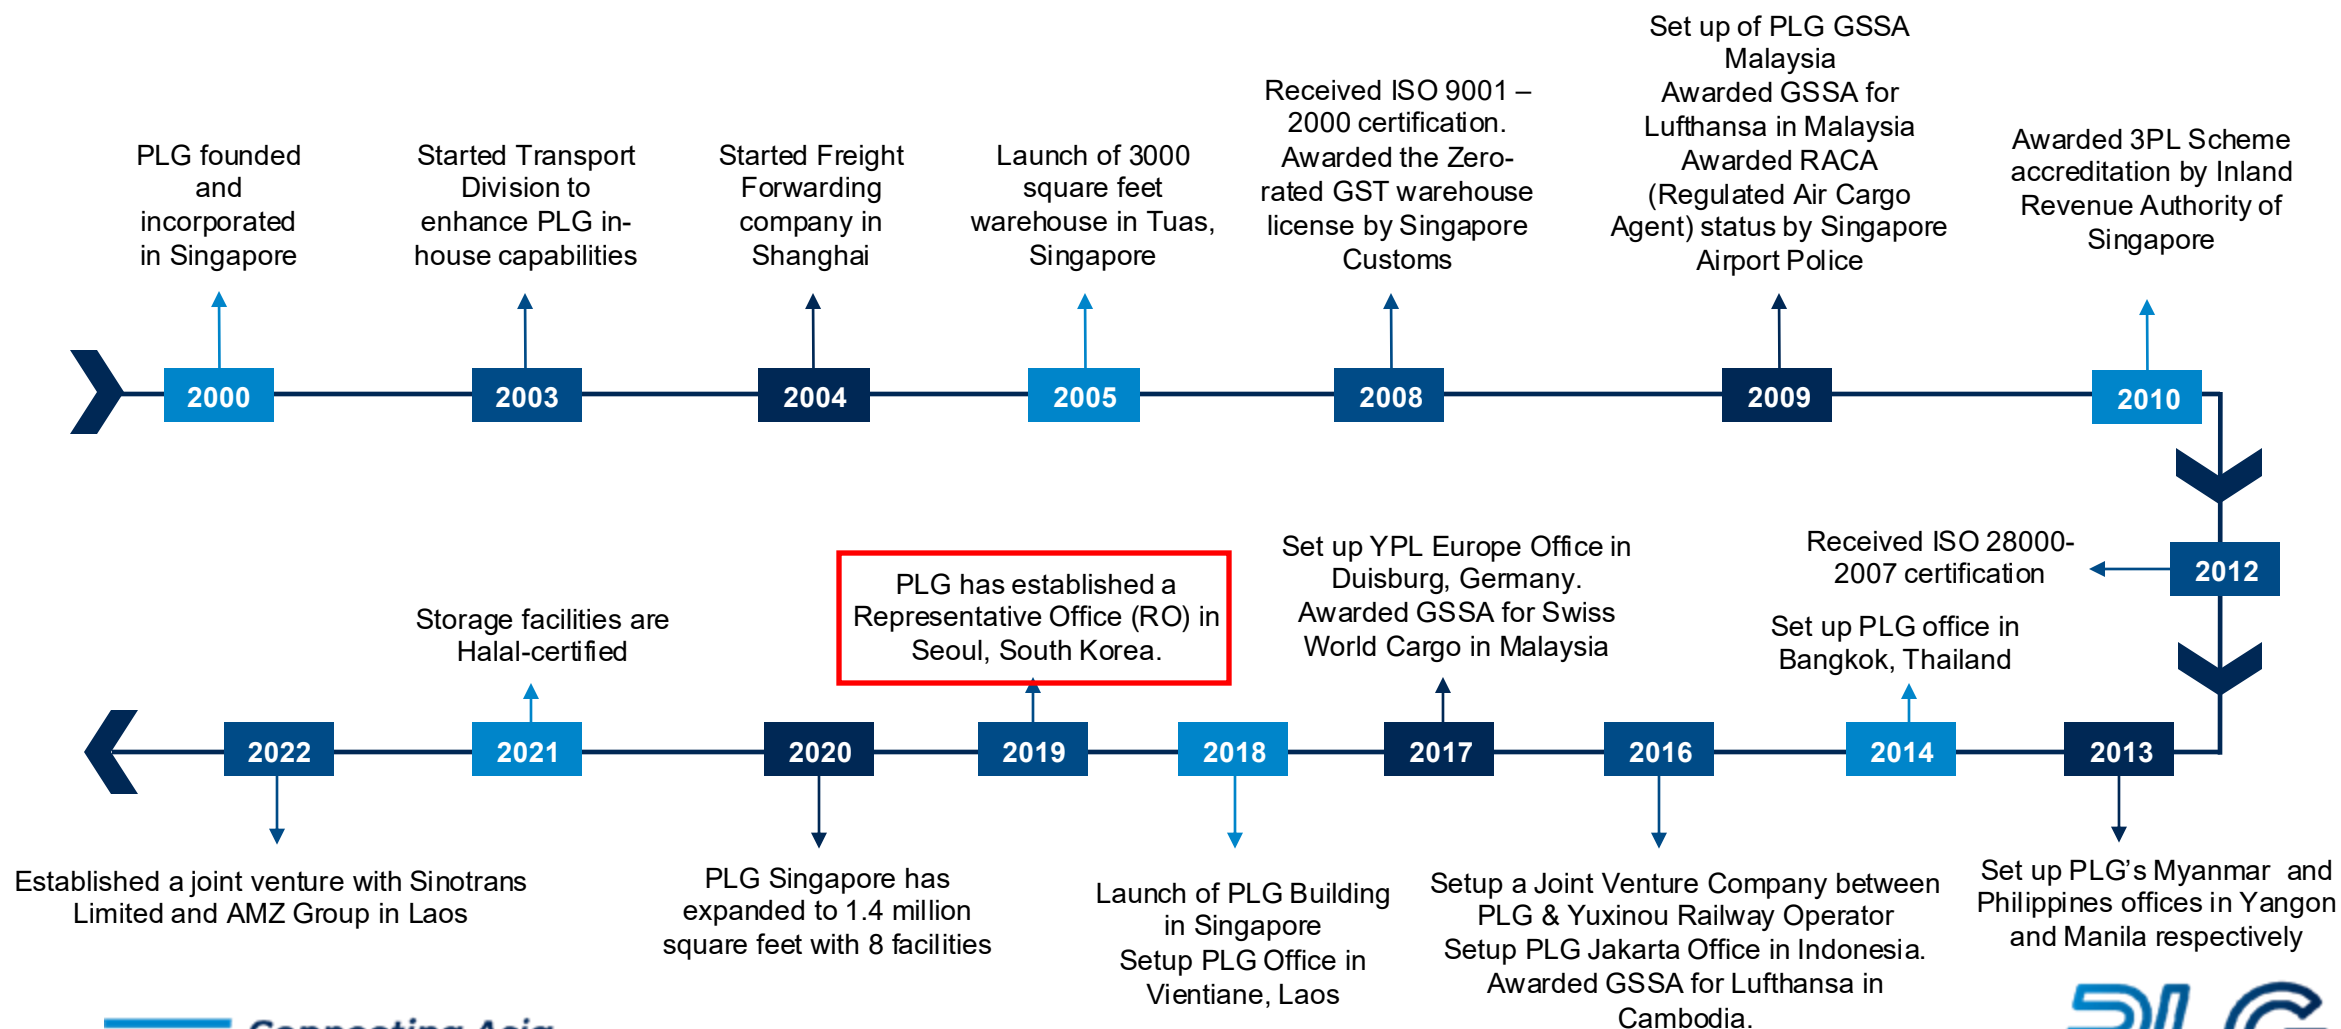 PLG founded
and
incorporated
in Singapore
Started Transport
Division to
enhance PLG in-
house capabilities
Started Freight
Forwarding
company in
Shanghai
Launch of 3000
square feet
warehouse in Tuas,
Singapore
Received ISO 9001 –
2000 certification.
Awarded the Zero-
rated GST warehouse
license by Singapore
Customs
Set up of PLG GSSA
Malaysia
Awarded GSSA for
Lufthansa in Malaysia
Awarded RACA
(Regulated Air Cargo
Agent) status by Singapore
Airport Police
Awarded 3PL Scheme
accreditation by Inland
Revenue Authority of
Singapore
2000
2003
2004
2005
2008
2009
2010
Received ISO 28000-
2007 certification
2012
Storage facilities are
Halal-certified
PLG has established a
Representative Office (RO) in
Seoul, South Korea.
Set up YPL Europe Office in
Duisburg, Germany.
Awarded GSSA for Swiss
World Cargo in Malaysia
Set up PLG office in
Bangkok, Thailand
2022
2021
2020
2019
2018
2017
2016
2014
2013
Established a joint venture with Sinotrans
Limited and AMZ Group in Laos
PLG Singapore has
expanded to 1.4 million
square feet with 8 facilities
Launch of PLG Building
in Singapore
Setup PLG Office in
Vientiane, Laos
Setup a Joint Venture Company between
PLG & Yuxinou Railway Operator
Setup PLG Jakarta Office in Indonesia.
Awarded GSSA for Lufthansa in
Cambodia.
Set up PLG’s Myanmar and
Philippines offices in Yangon
and Manila respectively
Connecting Asia